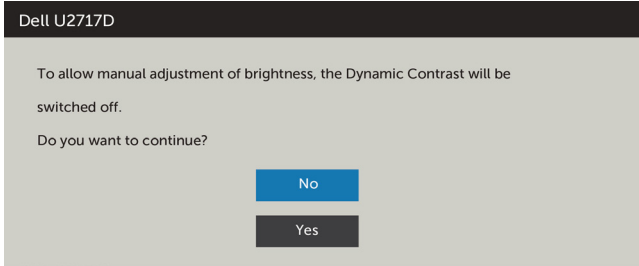 Dell U2717D
To allow manual adjustment of brightness, the Dynamic Contrast will be
switched off.
Do you want to continue?
No
Yes